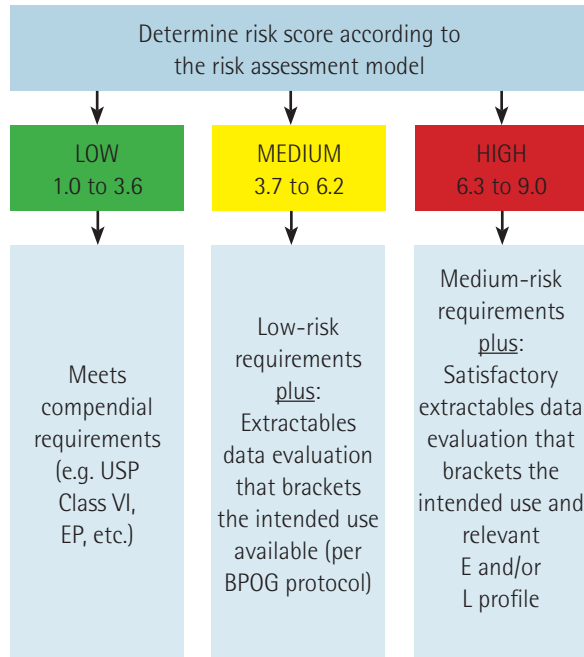 Determine risk score according to
the risk assessment model
LOW
1.0 to 3.6
MEDIUM
3.7 to 6.2
HIGH
6.3 to 9.0
Meets
compendial
requirements
(e.g. USP
Class VI,
EP, etc.)
Low-risk
requirements
plus:
Extractables
data evaluation
that brackets
the intended use
available (per
BPOG protocol)
Medium-risk
requirements
plus:
Satisfactory
extractables data
evaluation that
brackets the
intended use and
relevant
E and/or
L profile